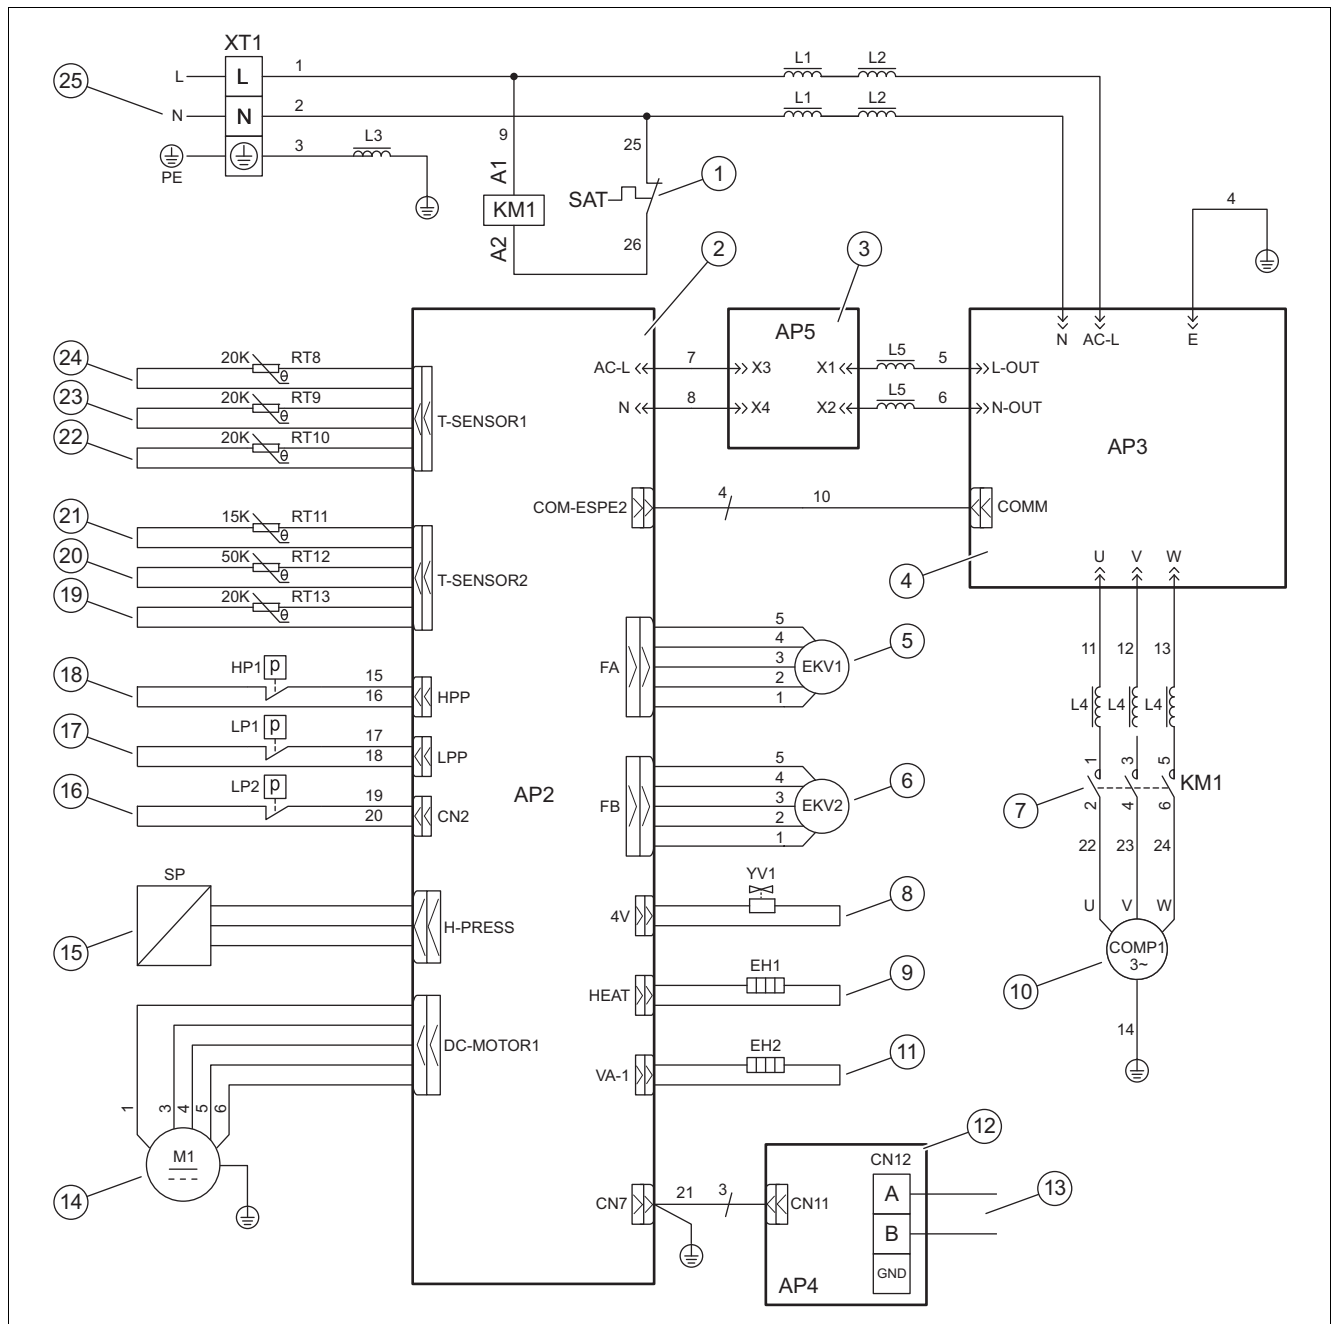 XT1
L L 1 L1 L2
25
N N 2 L1 L2
PE 3 L3
9 25
A1 SAT 1
KM1
A2 26
4
2 3
AP5
N AC-L E
24 20K RT8
AC-L 7 X3 X1 L5 5 L-OUT
23 20K RT9
N 8 X4 X2 L5 6 N-OUT
T-SENSOR1
22 20K RT10
AP3
21 15K RT11
COM-ESPE2 4 10 COMM
20 50K RT12
T-SENSOR2
19 20K RT13
4 U V W
18 HP1 p 15
16 HPP
FA 5 4 3 2 1 EKV1 5
11 12 13
17 LP1 p 17
18 LPP
L4 L4 L4
16 LP2 p 19
20 CN2
AP2
FB 5 4 3 2 1 EKV2 6
1 3 5
7 KM1
2 4 6
22 23 24
SP
15 H-PRESS
4V YV1 8
U V W
COMP1
3~
10
HEAT EH1 9
14
DC-MOTOR1
VA-1 EH2 11
1 3 4 5 6
M1
14
12
CN12
CN7 21 3 CN11
A
13
B
GND
AP4